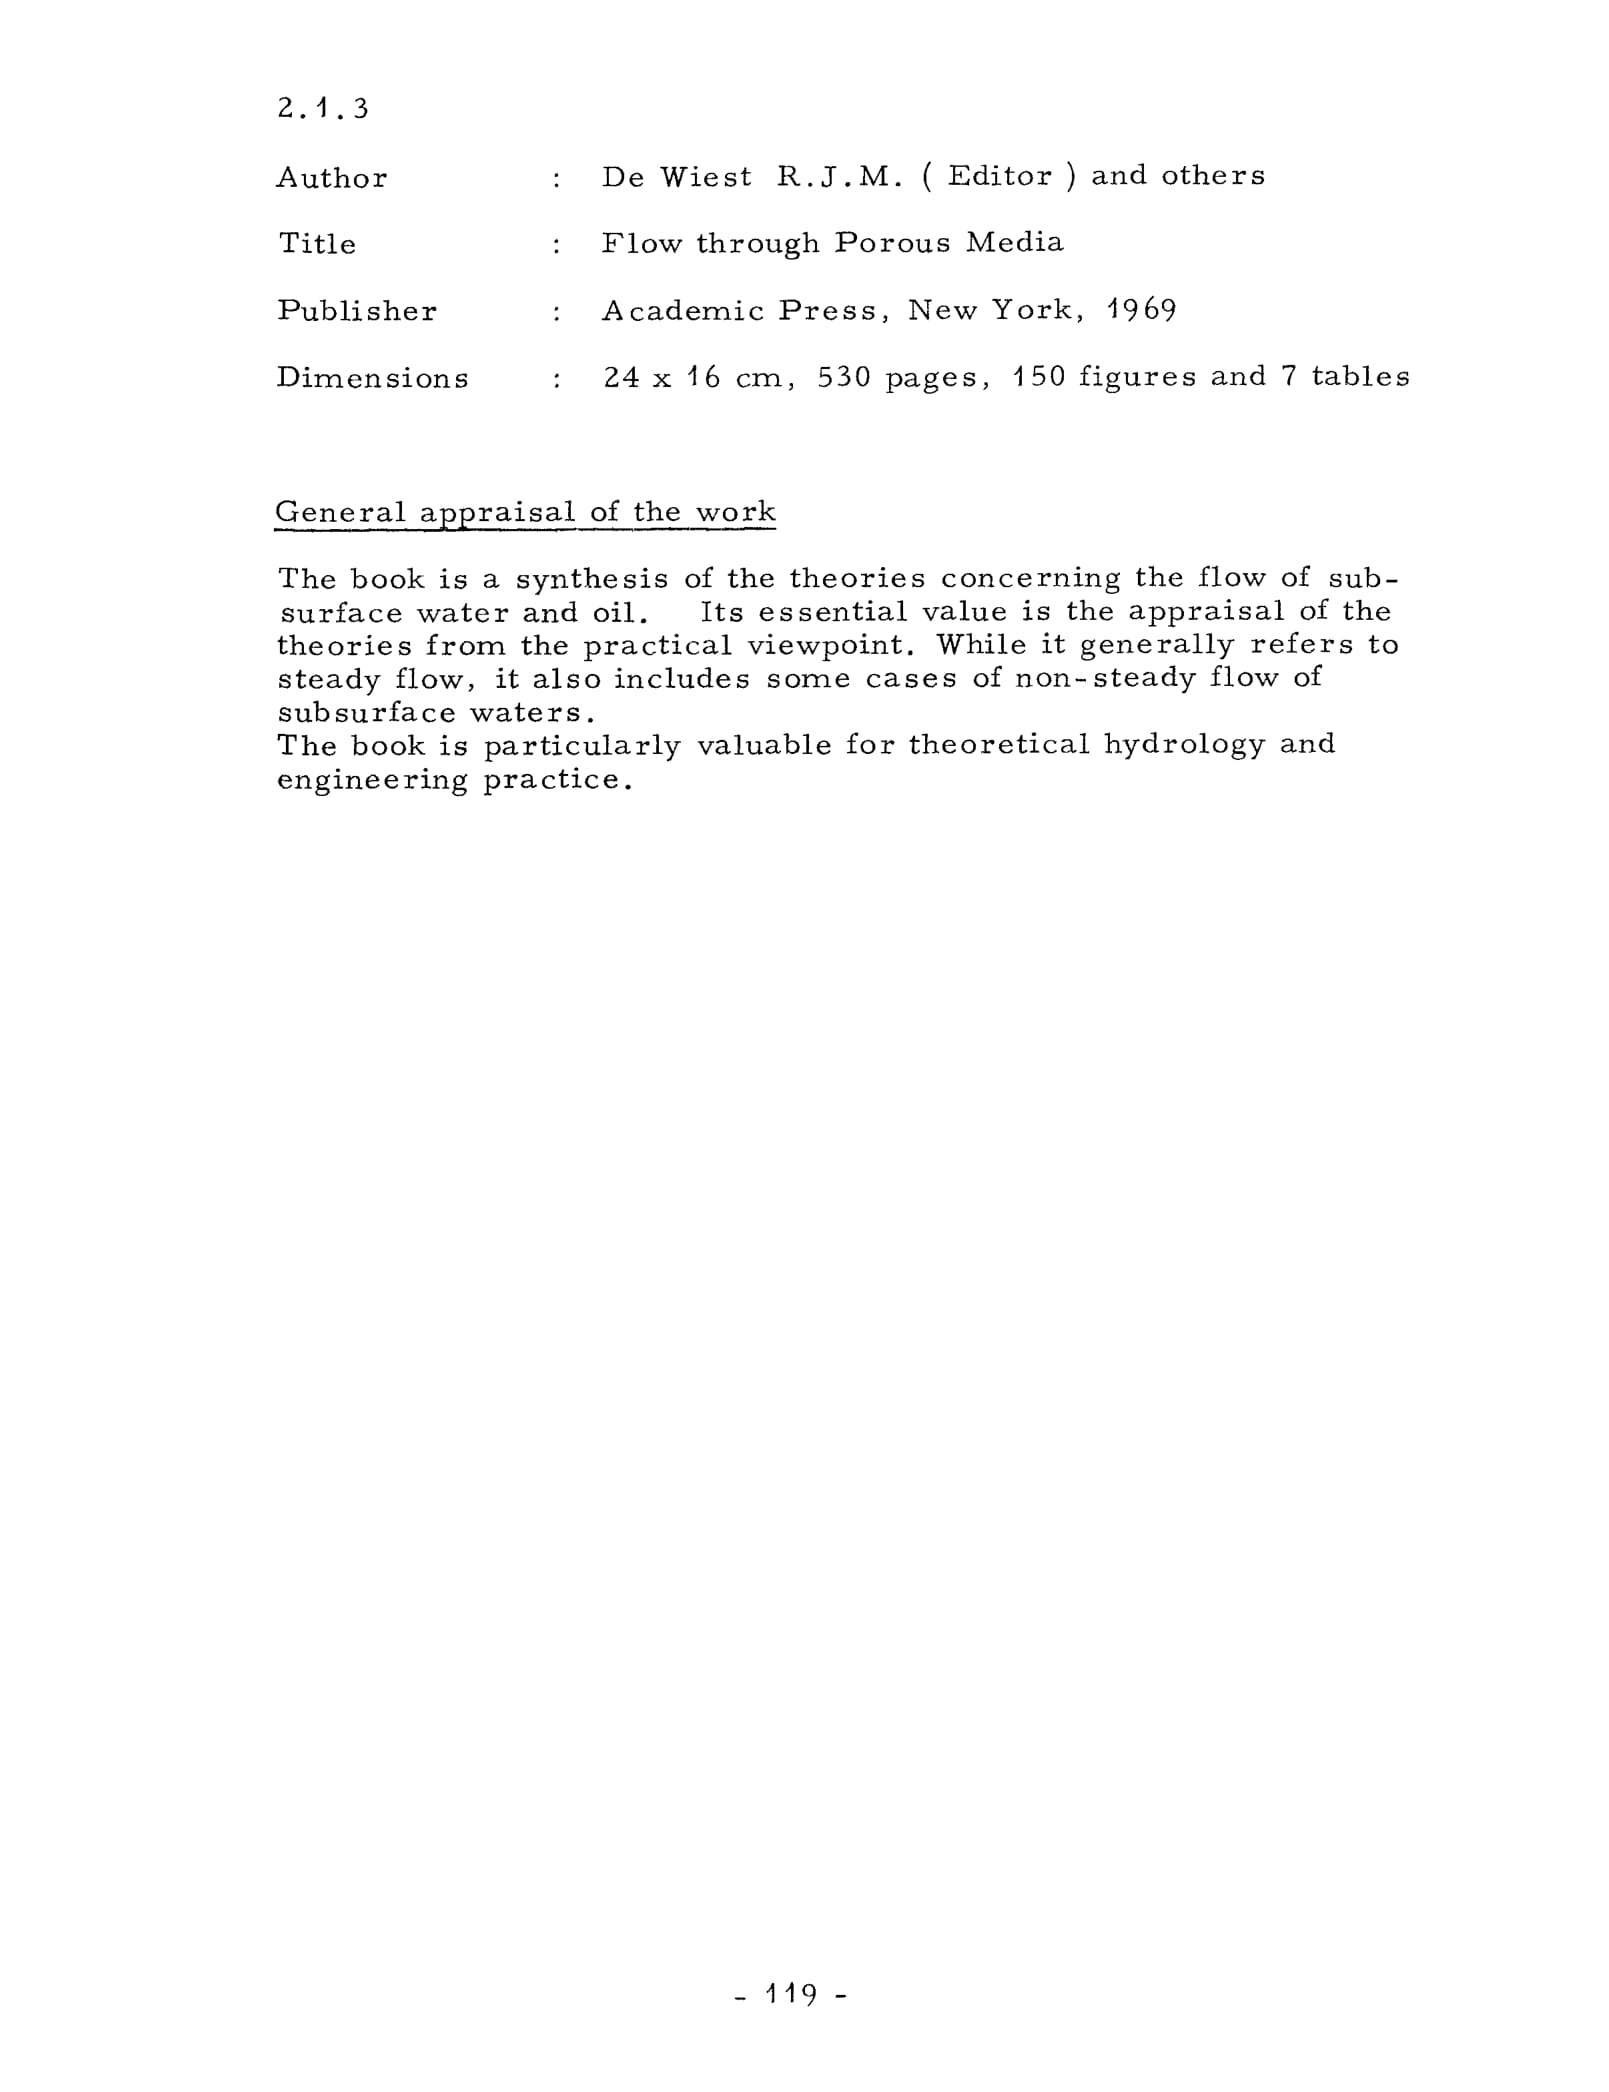 2.1.3
Author : De Wiest R.J.M. ( Editor ) and others
Title : Flow through Porous Media
Publisher : Academic Press, New York, 1969
Dimensions : 24 x 16 cm, 530 pages, 150 figures and 7 tables
General appraisal of the work
The book is a synthesis of the theories concerning the flow of sub-
surface water and oil. Its essential value is the appraisal of the
theories from the practical viewpoint. While it generally refers to
steady flow, it also includes some cases of non-steady flow of
subsurface waters.
The book is particularly valuable for theoretical hydrology and
engineering practice.
- 119 -